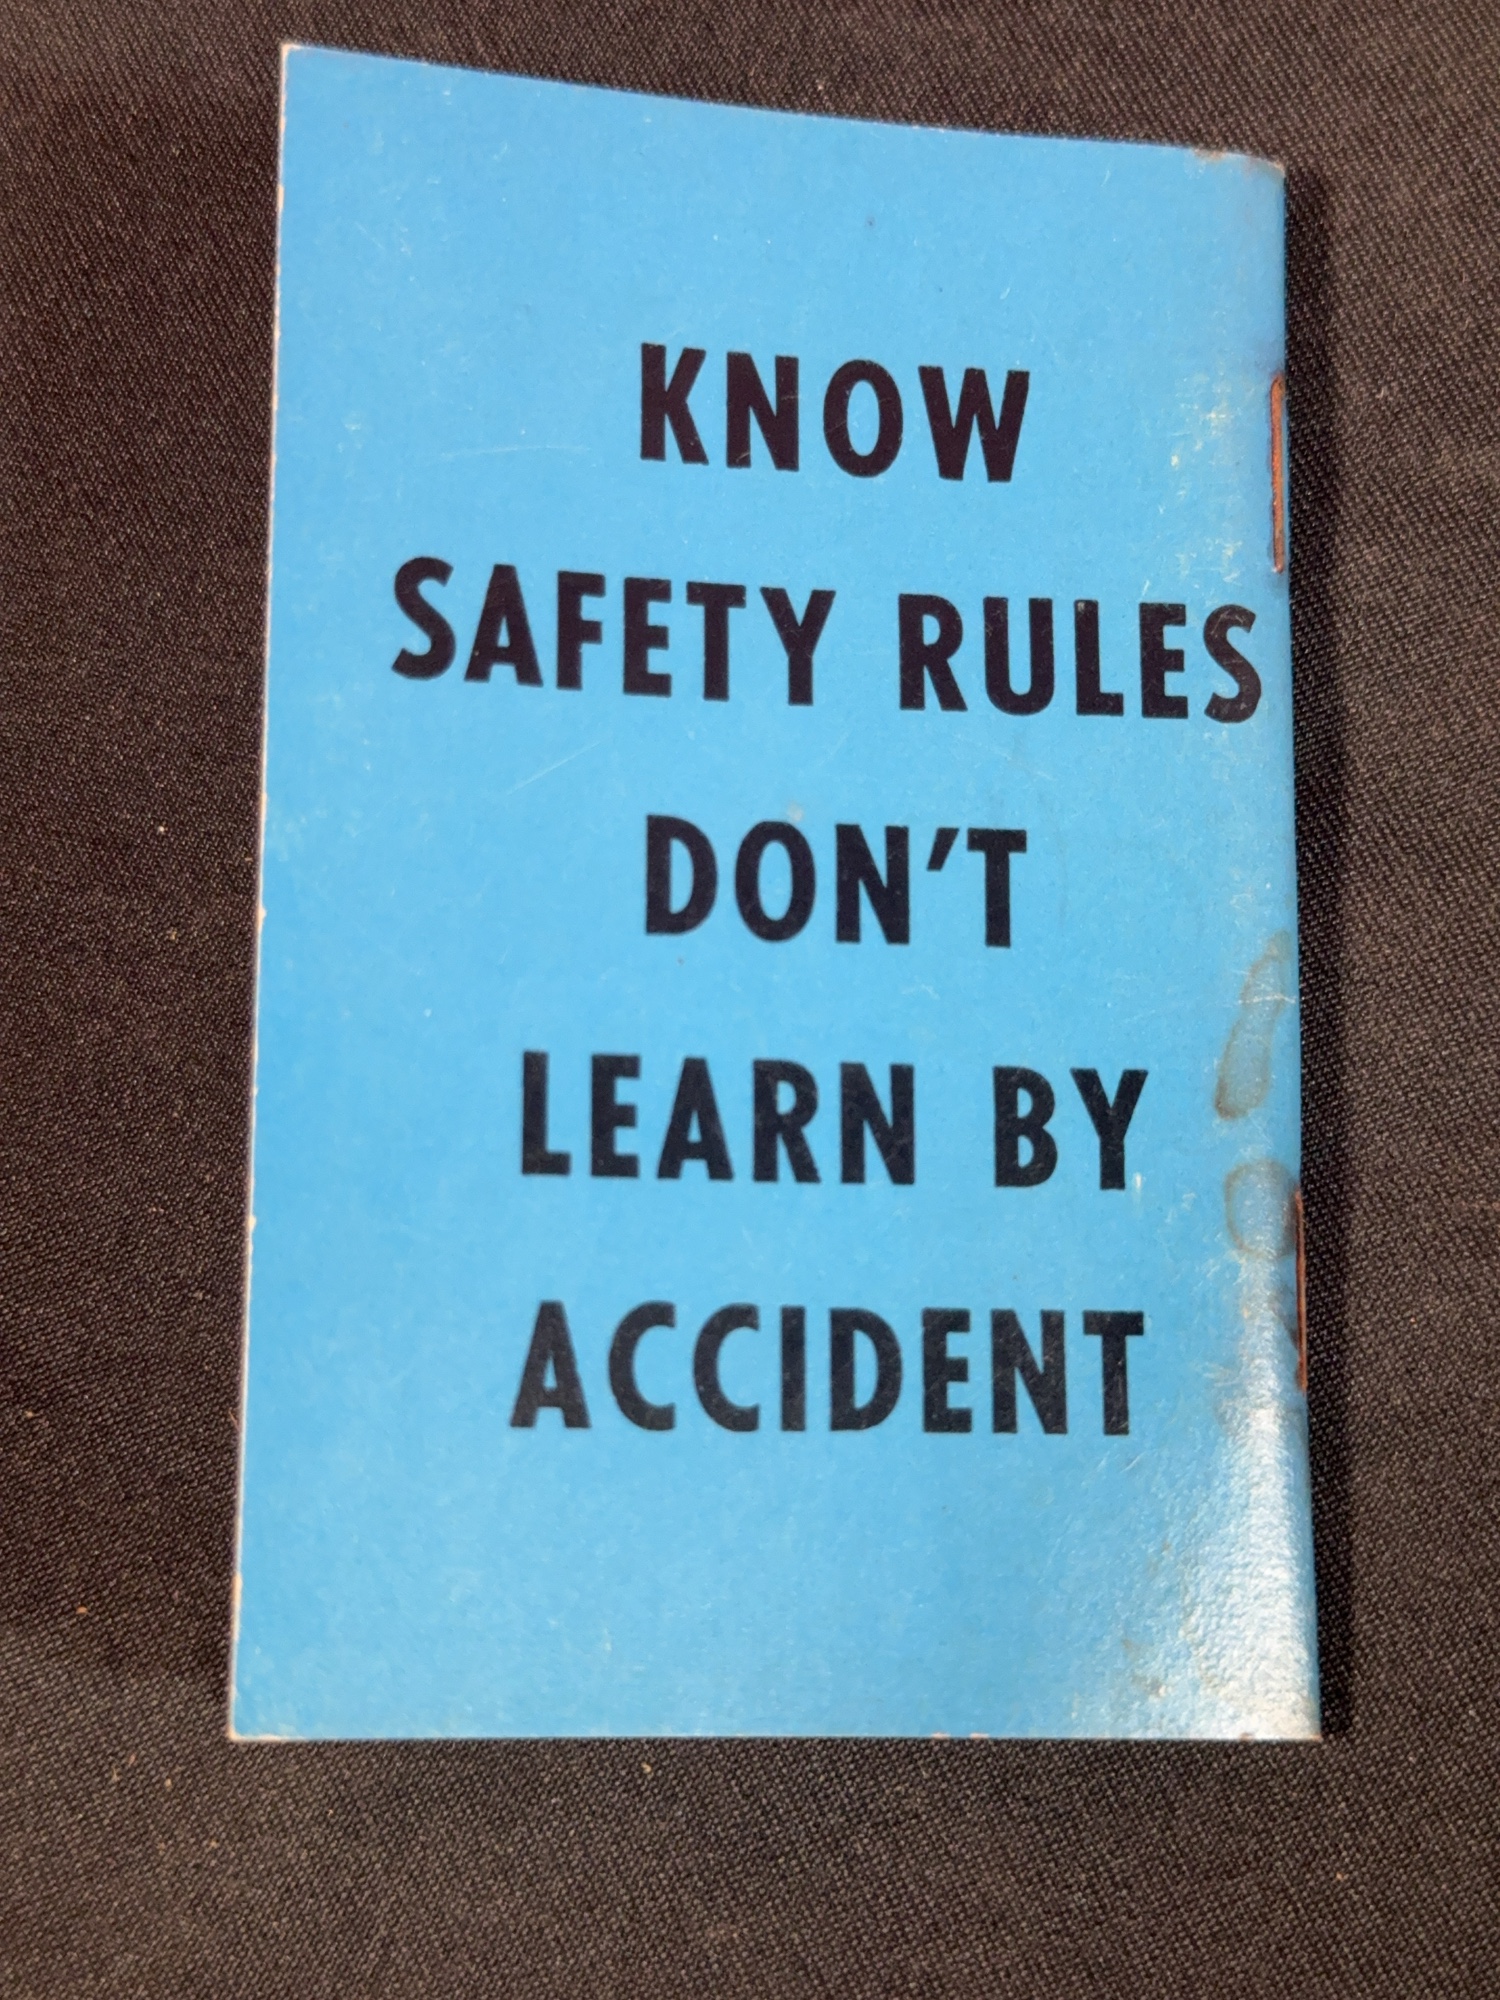 KNOW
SAFETY RULES
DON'T
LEARN BY
ACCIDENT